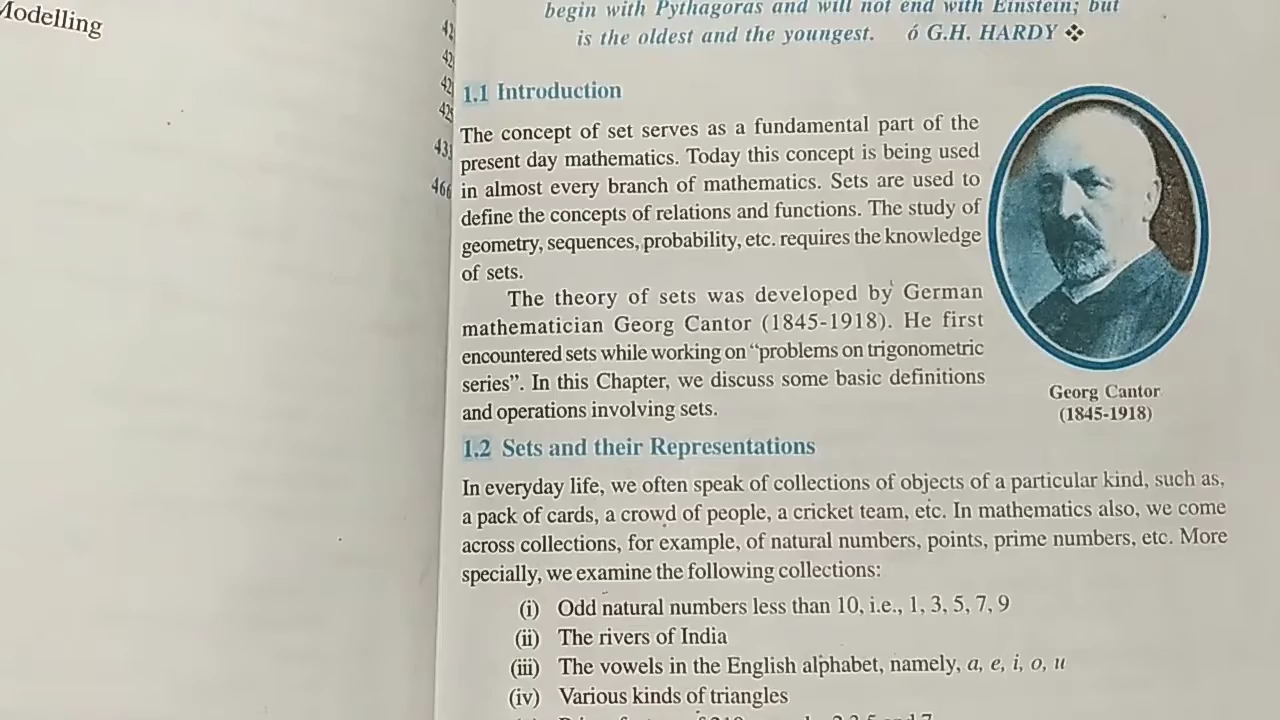 Modelling
42
42
42
425
431
466
begin with Pythagoras and will not end with Einstein; but
is the oldest and the youngest. ó G.H. HARDY ❖
1.1 Introduction
The concept of set serves as a fundamental part of the
present day mathematics. Today this concept is being used
in almost every branch of mathematics. Sets are used to
define the concepts of relations and functions. The study of
geometry, sequences, probability, etc. requires the knowledge
of sets.
The theory of sets was developed by German
mathematician Georg Cantor (1845-1918). He first
encountered sets while working on “problems on trigonometric
series”. In this Chapter, we discuss some basic definitions
and operations involving sets.
Georg Cantor
(1845-1918)
1.2 Sets and their Representations
In everyday life, we often speak of collections of objects of a particular kind, such as,
a pack of cards, a crowd of people, a cricket team, etc. In mathematics also, we come
across collections, for example, of natural numbers, points, prime numbers, etc. More
specially, we examine the following collections:
(i) Odd natural numbers less than 10, i.e., 1, 3, 5, 7, 9
(ii) The rivers of India
(iii) The vowels in the English alphabet, namely, a, e, i, o, u
(iv) Various kinds of triangles